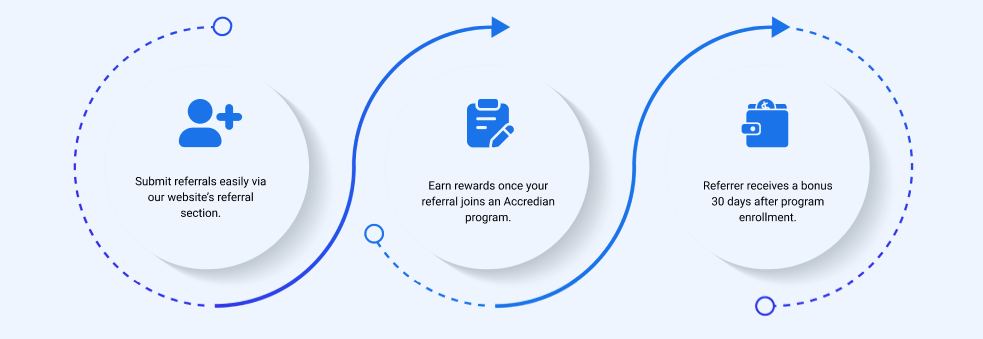 Submit referrals easily via
our website's referral
section.
Earn rewards once your
referral joins an Accredian
program.
Referrer receives a bonus
30 days after program
enrollment.